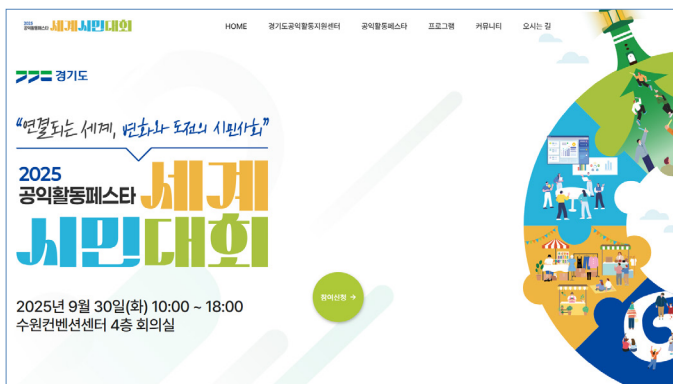 2025
공익활동페스타 세계시민대회
HOME 경기도공익활동지원센터 공익활동페스타 프로그램 커뮤니티 오시는 길
경기도
“연결되는 세계, 변화와 도전의 시민사회”
2025
공익활동페스타 세계
시민대회
참여신청 →
2025년 9월 30일(화) 10:00 ~ 18:00
수원컨벤션센터 4층 회의실